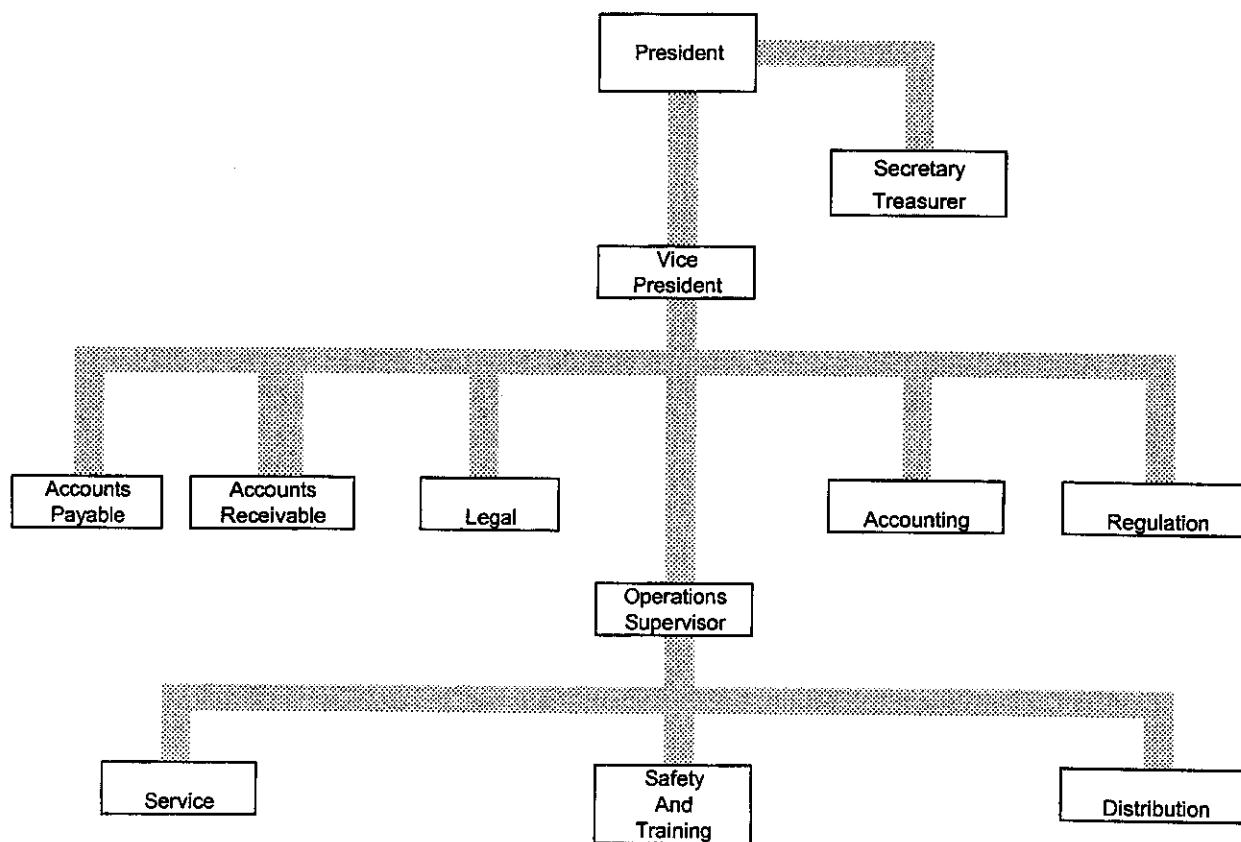 President
Secretary
Treasurer
Vice
President
Accounts
Payable
Accounts
Receivable
Legal
Accounting
Regulation
Operations
Supervisor
Service
Safety
And
Training
Distribution